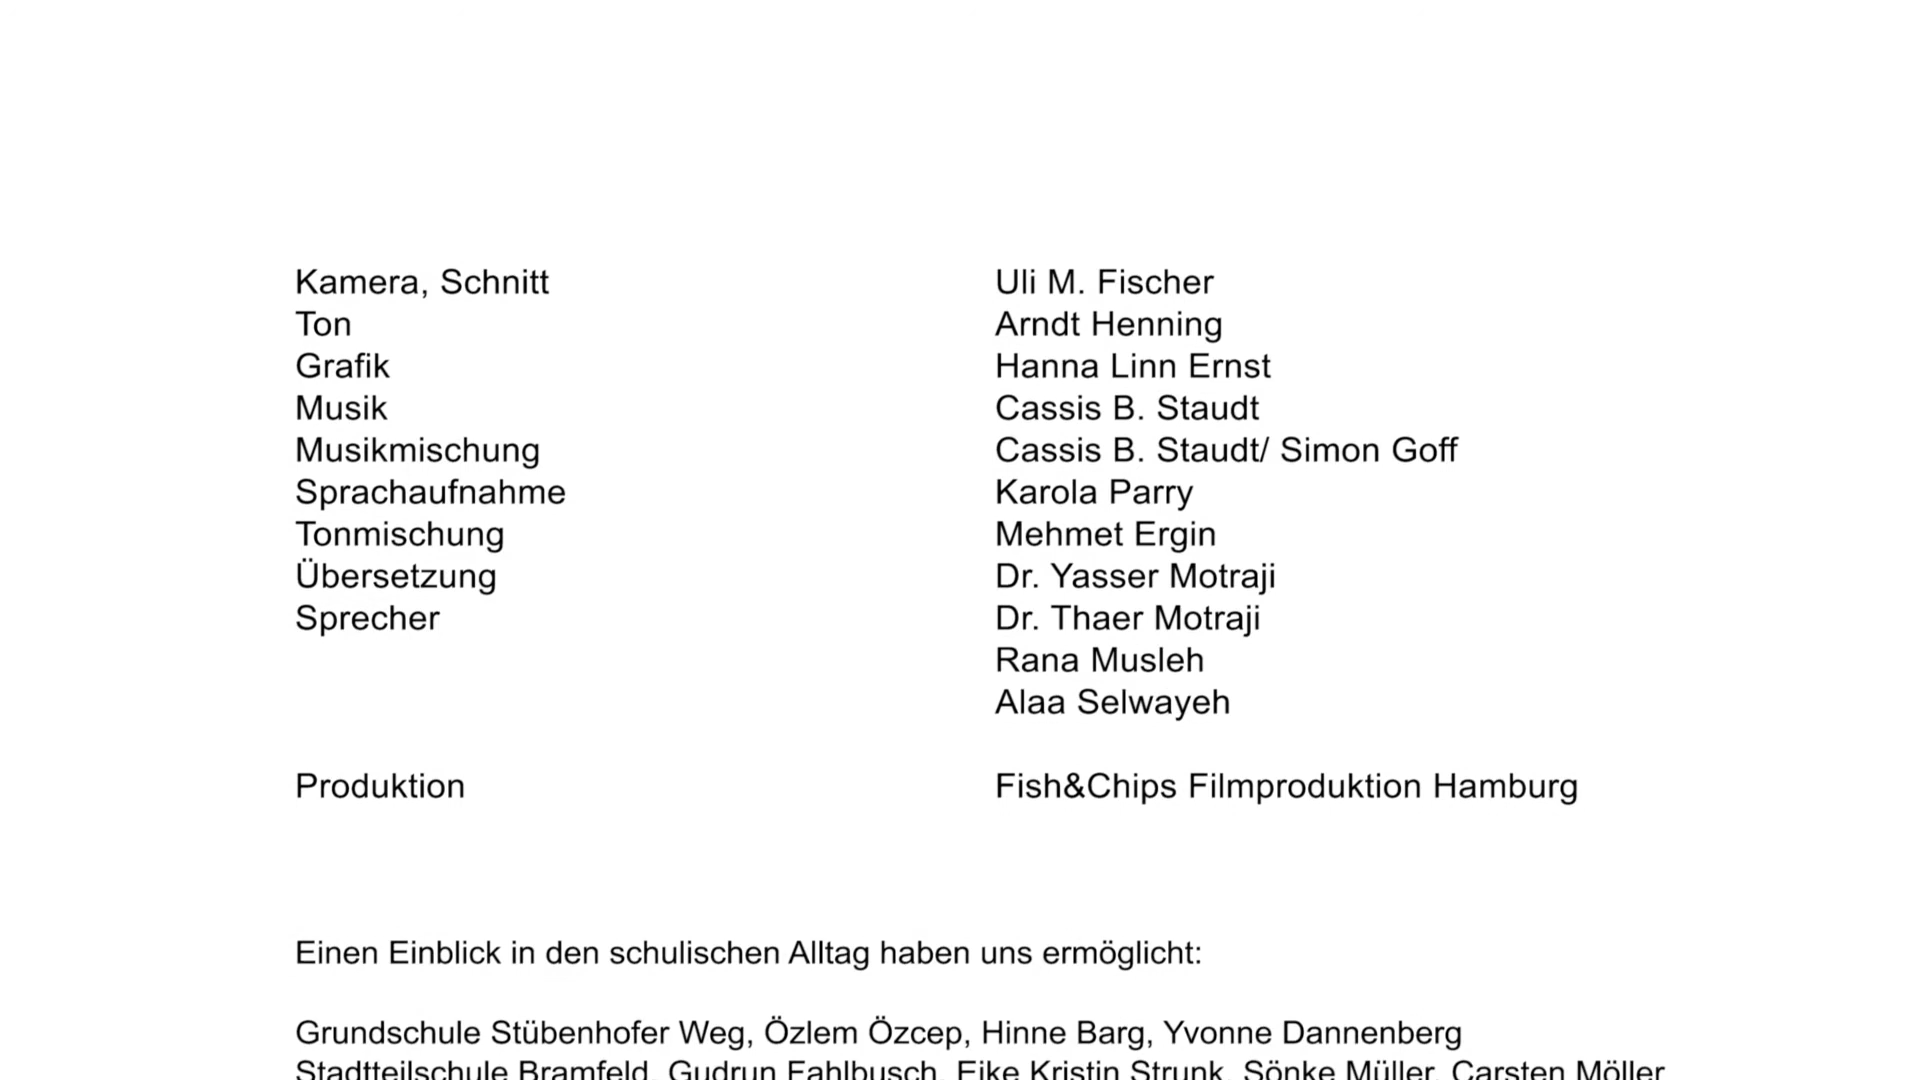 Kamera, Schnitt Uli M. Fischer
Ton Arndt Henning
Grafik Hanna Linn Ernst
Musik Cassis B. Staudt
Musikmischung Cassis B. Staudt/ Simon Goff
Sprachaufnahme Karola Parry
Tonmischung Mehmet Ergin
Übersetzung Dr. Yasser Motraji
Sprecher Dr. Thaer Motraji
Rana Musleh
Alaa Selwayeh
Produktion Fish&Chips Filmproduktion Hamburg
Einen Einblick in den schulischen Alltag haben uns ermöglicht:
Grundschule Stübenhofer Weg, Özlem Özcep, Hinne Barg, Yvonne Dannenberg
Stadtteilschule Bramfeld, Gudrun Fahlbusch, Eike Kristin Strunk, Sönke Müller, Carsten Möller